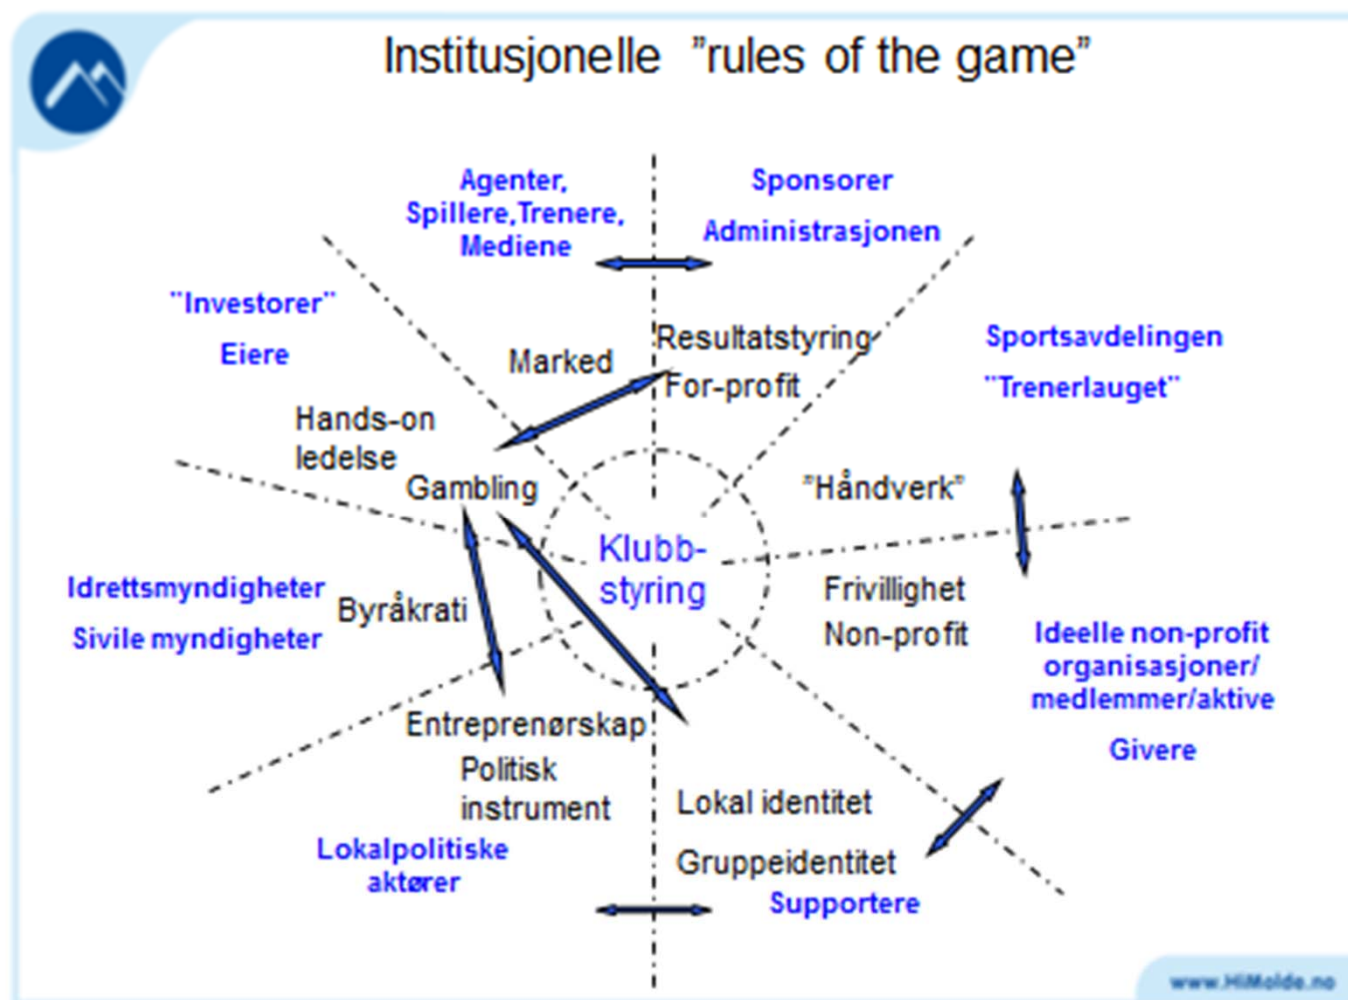 Institusjonelle ”rules of the game”
Agenter,
Spillere,Trenere,
Mediene
Sponsorer
Administrasjonen
¨Investorer¨
Eiere
Marked
Resultatstyring
For-profit
Sportsavdelingen
¨Trenerlauget¨
Hands-on
ledelse
Gambling
”Håndverk”
Klubb-
styring
Idrettsmyndigheter
Sivile myndigheter
Byråkrati
Frivillighet
Non-profit
Ideelle non-profit
organisasjoner/
medlemmer/aktive
Givere
Entreprenørskap
Politisk
instrument
Lokalpolitiske
aktører
Lokal identitet
Gruppeidentitet
Supportere
www.HiMolde.no